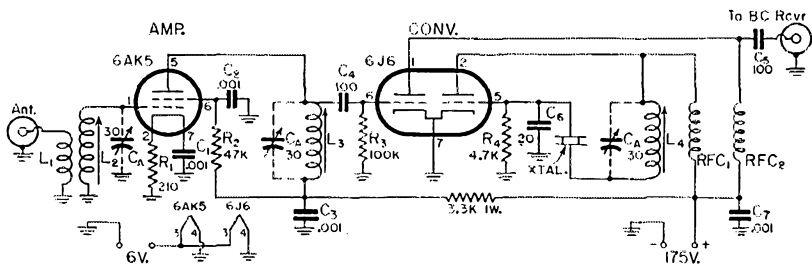 AMP.
CONV.
To BC Rcvr
6AK5
5
C2
.001
1
6
2
7
Ant.
L1
L2
30
CA
R1
210
C1
.001
R2
47K
CA
30
L3
C4
100
6J6
1
2
6
5
7
R3
100K
R4
4.7K
C6
20
XTAL.
CA
30
L4
RFC1
RFC2
C5
100
C3
.001
3.3K 1W.
C7
.001
6V.
6AK5
3
4
6J6
3
4
-
+
175V.